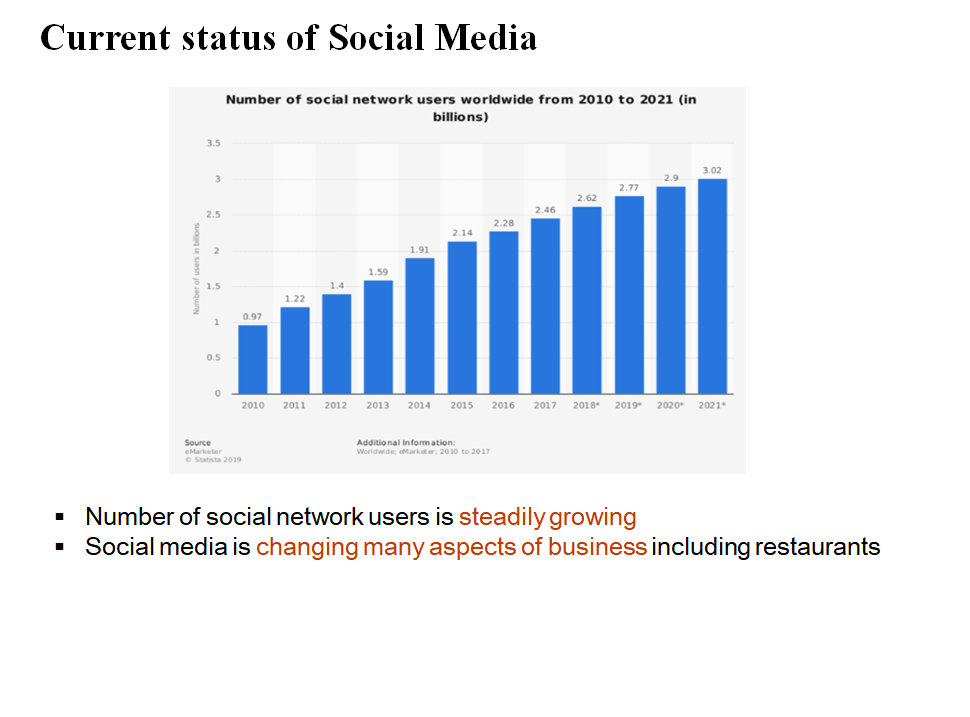 Current status of Social Media
Number of social network users worldwide from 2010 to 2021 (in
billions)
Number of users in billions
3.5
3
2.5
2
1.5
1
0.5
0
0.97
1.22
1.4
1.59
1.91
2.14
2.28
2.46
2.62
2.77
2.9
3.02
2010 2011 2012 2013 2014 2015 2016 2017 2018* 2019* 2020* 2021*
Source
eMarketer
© Statista 2019
Additional Information:
Worldwide; eMarketer; 2010 to 2017
▪ Number of social network users is steadily growing
▪ Social media is changing many aspects of business including restaurants